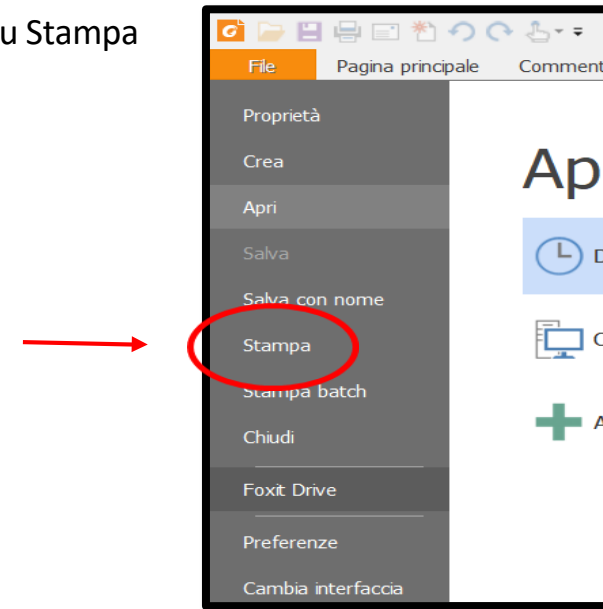 u Stampa
File Pagina principale Comment
Proprietà
Crea
Apri
Salva
Salva con nome
Stampa
Stampa batch
Chiudi
Foxit Drive
Preferenze
Cambia interfaccia
Ap
D
C
A